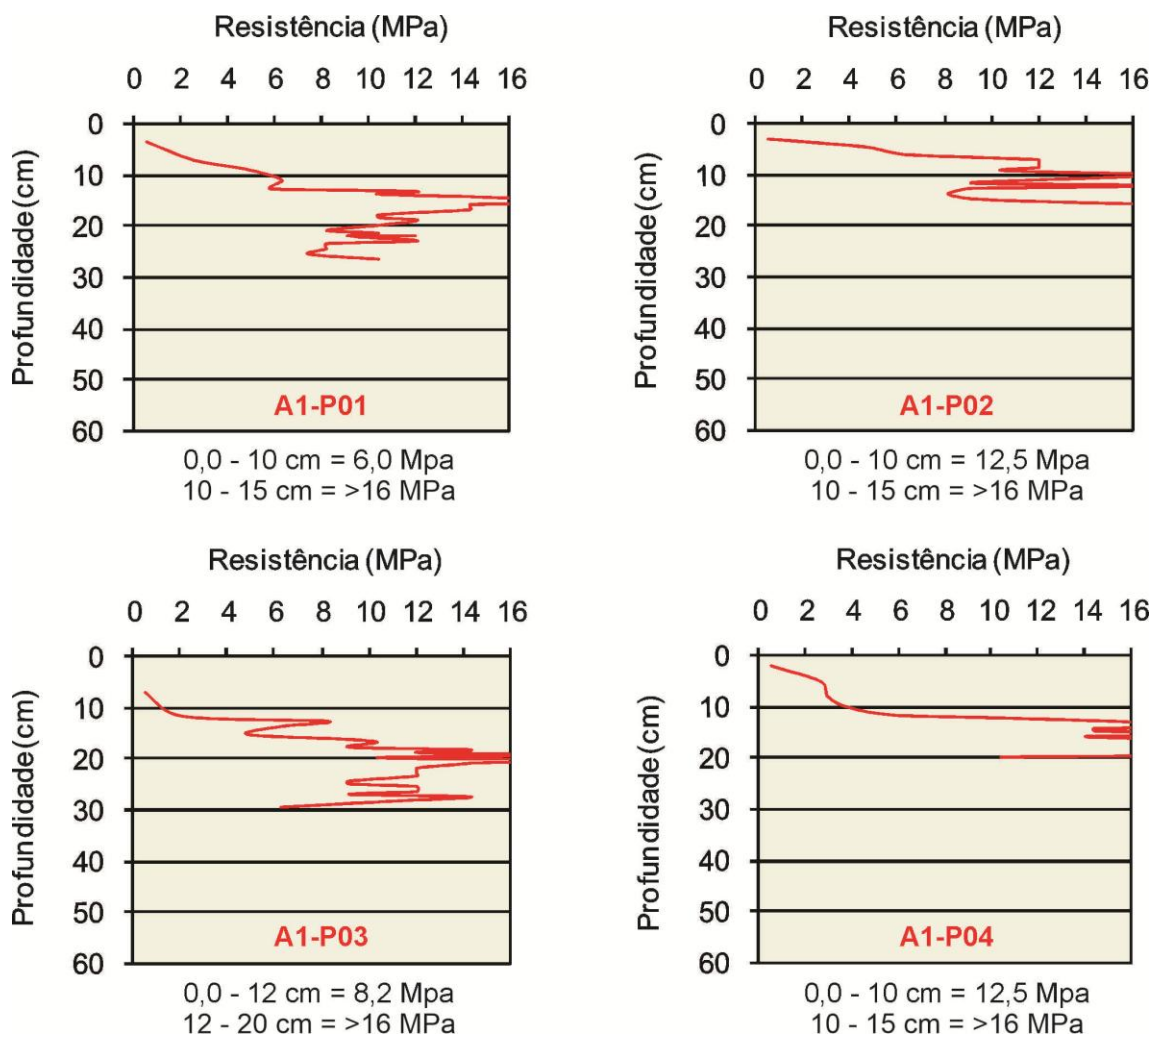 Resistência (MPa)
0 2 4 6 8 10 12 14 16
Profundidade(cm)
0
10
20
30
40
50
60
A1-P01
0,0 - 10 cm = 6,0 Mpa
10 - 15 cm = >16 MPa
Resistência (MPa)
0 2 4 6 8 10 12 14 16
Profundidade(cm)
0
10
20
30
40
50
60
A1-P02
0,0 - 10 cm = 12,5 Mpa
10 - 15 cm = >16 MPa
Resistência (MPa)
0 2 4 6 8 10 12 14 16
Profundidade(cm)
0
10
20
30
40
50
60
A1-P03
0,0 - 12 cm = 8,2 Mpa
12 - 20 cm = >16 MPa
Resistência (MPa)
0 2 4 6 8 10 12 14 16
Profundidade(cm)
0
10
20
30
40
50
60
A1-P04
0,0 - 10 cm = 12,5 Mpa
10 - 15 cm = >16 MPa